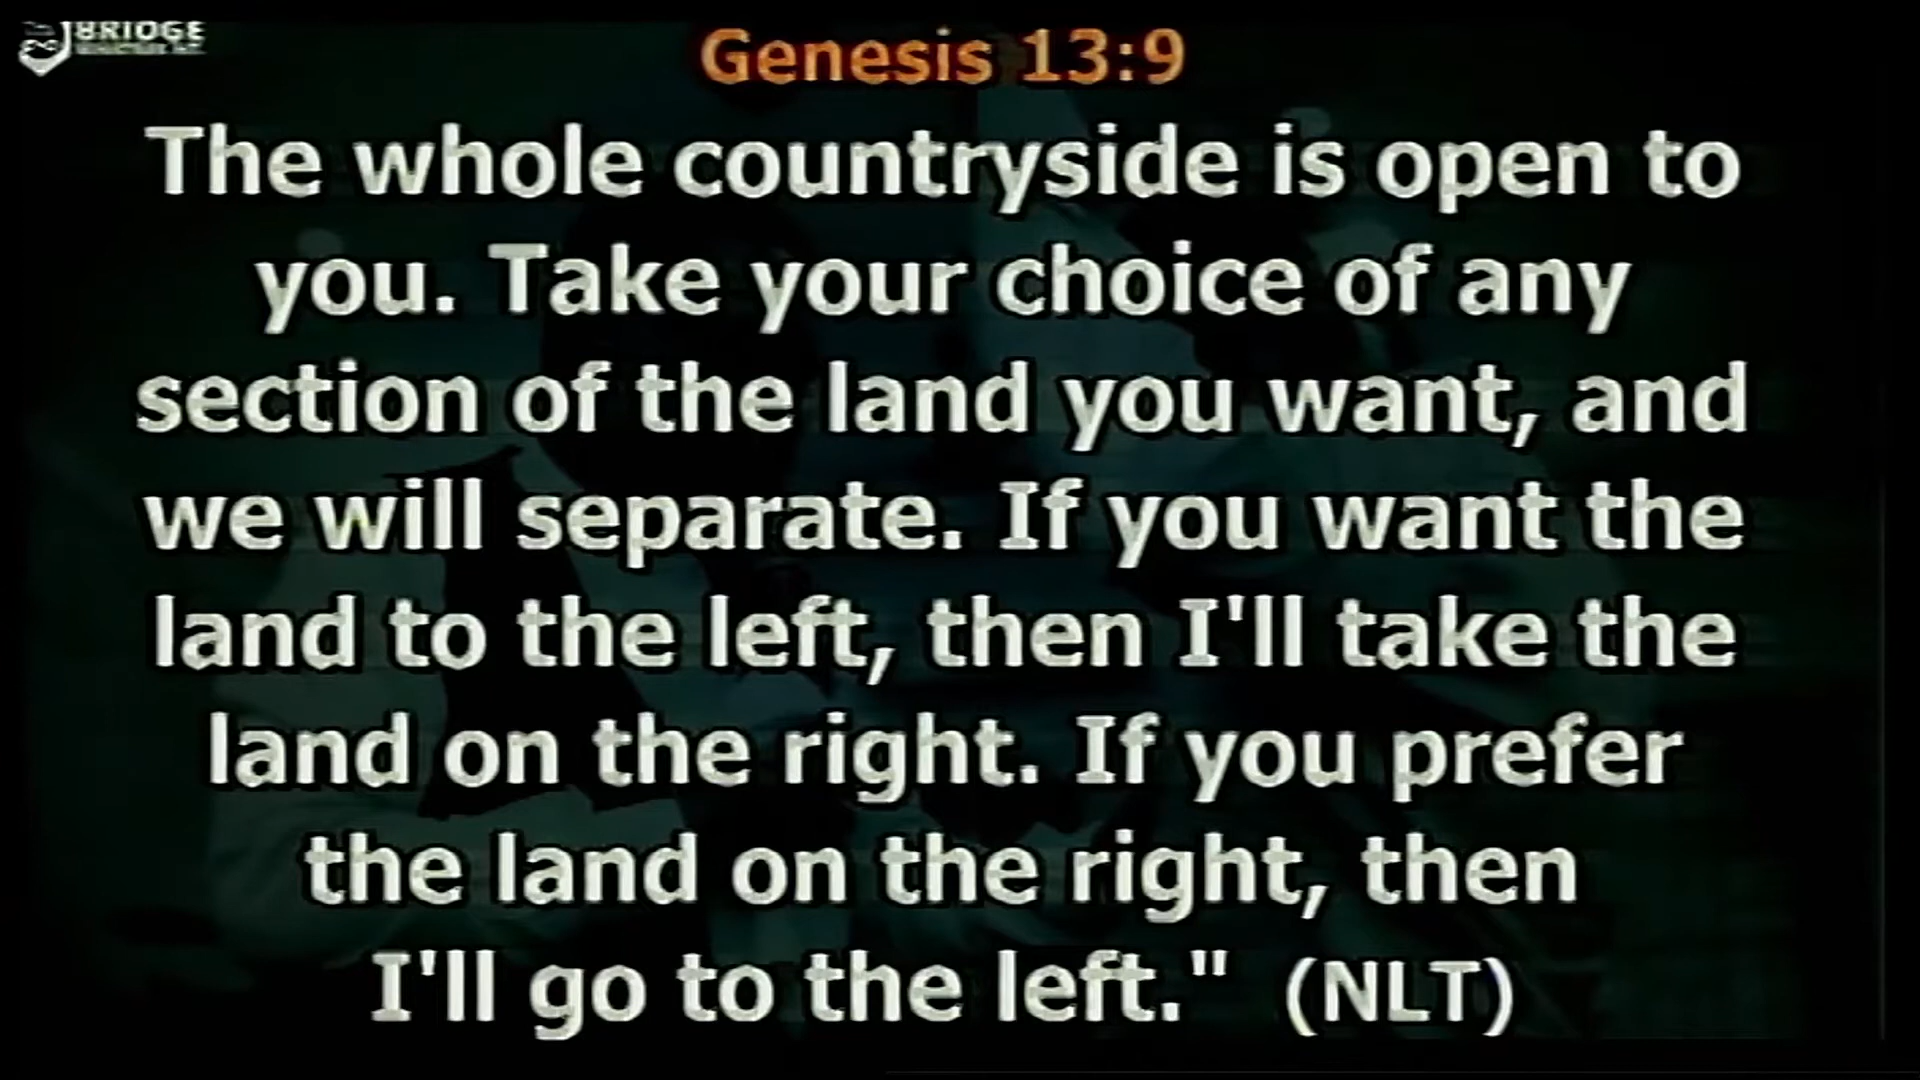 BRIDGE
Genesis 13:9
The whole countryside is open to
you. Take your choice of any
section of the land you want, and
we will separate. If you want the
land to the left, then I'll take the
land on the right. If you prefer
the land on the right, then
I'll go to the left." (NLT)